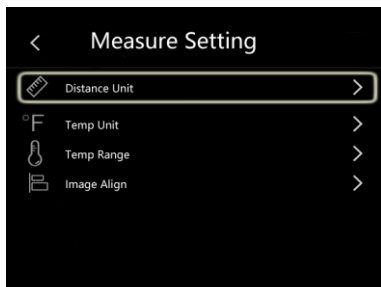 Measure Setting
Distance Unit
°F Temp Unit
Temp Range
Image Align